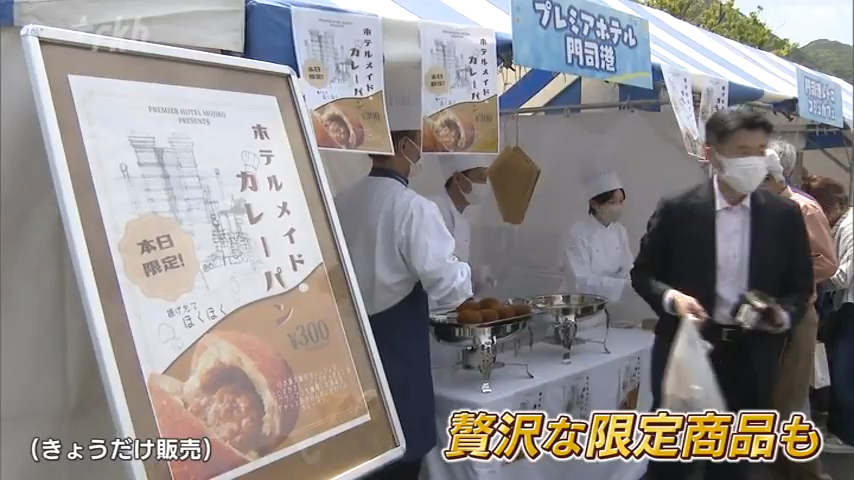 rkb
プレミアホテル
門司港
PREMIER HOTEL MOJIKO
PRESENTS
ホテルメイド
カレーパン
本日
限定!
揚げたて
ほくほく
¥300
ホテルメイド
カレーパン
本日
限定!
¥300
ホテルメイド
カレーパン
本日
限定!
¥300
(きょうだけ販売)
贅沢な限定商品も